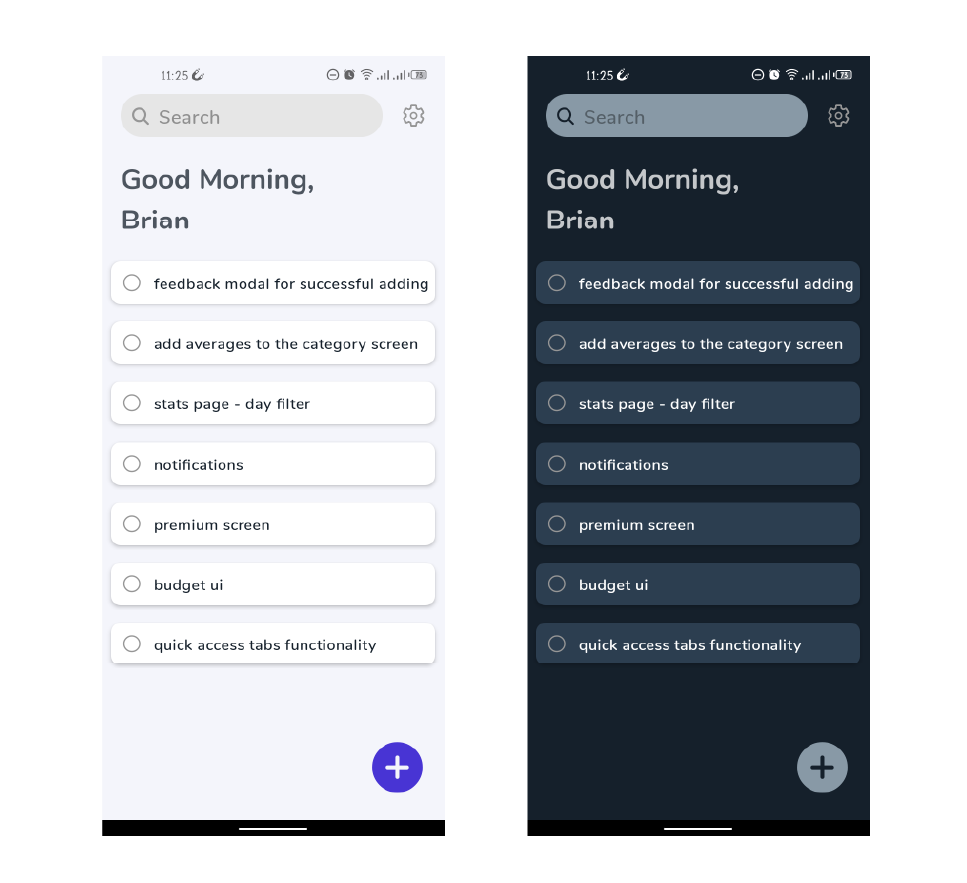 11:25
75
Search
Good Morning,
Brian
feedback modal for successful adding
add averages to the category screen
stats page - day filter
notifications
premium screen
budget ui
quick access tabs functionality
11:25
75
Search
Good Morning,
Brian
feedback modal for successful adding
add averages to the category screen
stats page - day filter
notifications
premium screen
budget ui
quick access tabs functionality